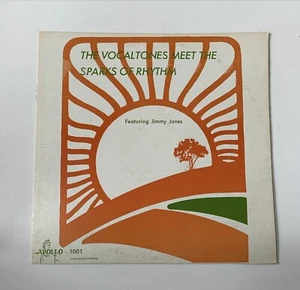 THE VOCALTONES MEET THE
SPARKS OF RHYTHM
Featuring Jimmy Jones
APOLLO - 1001